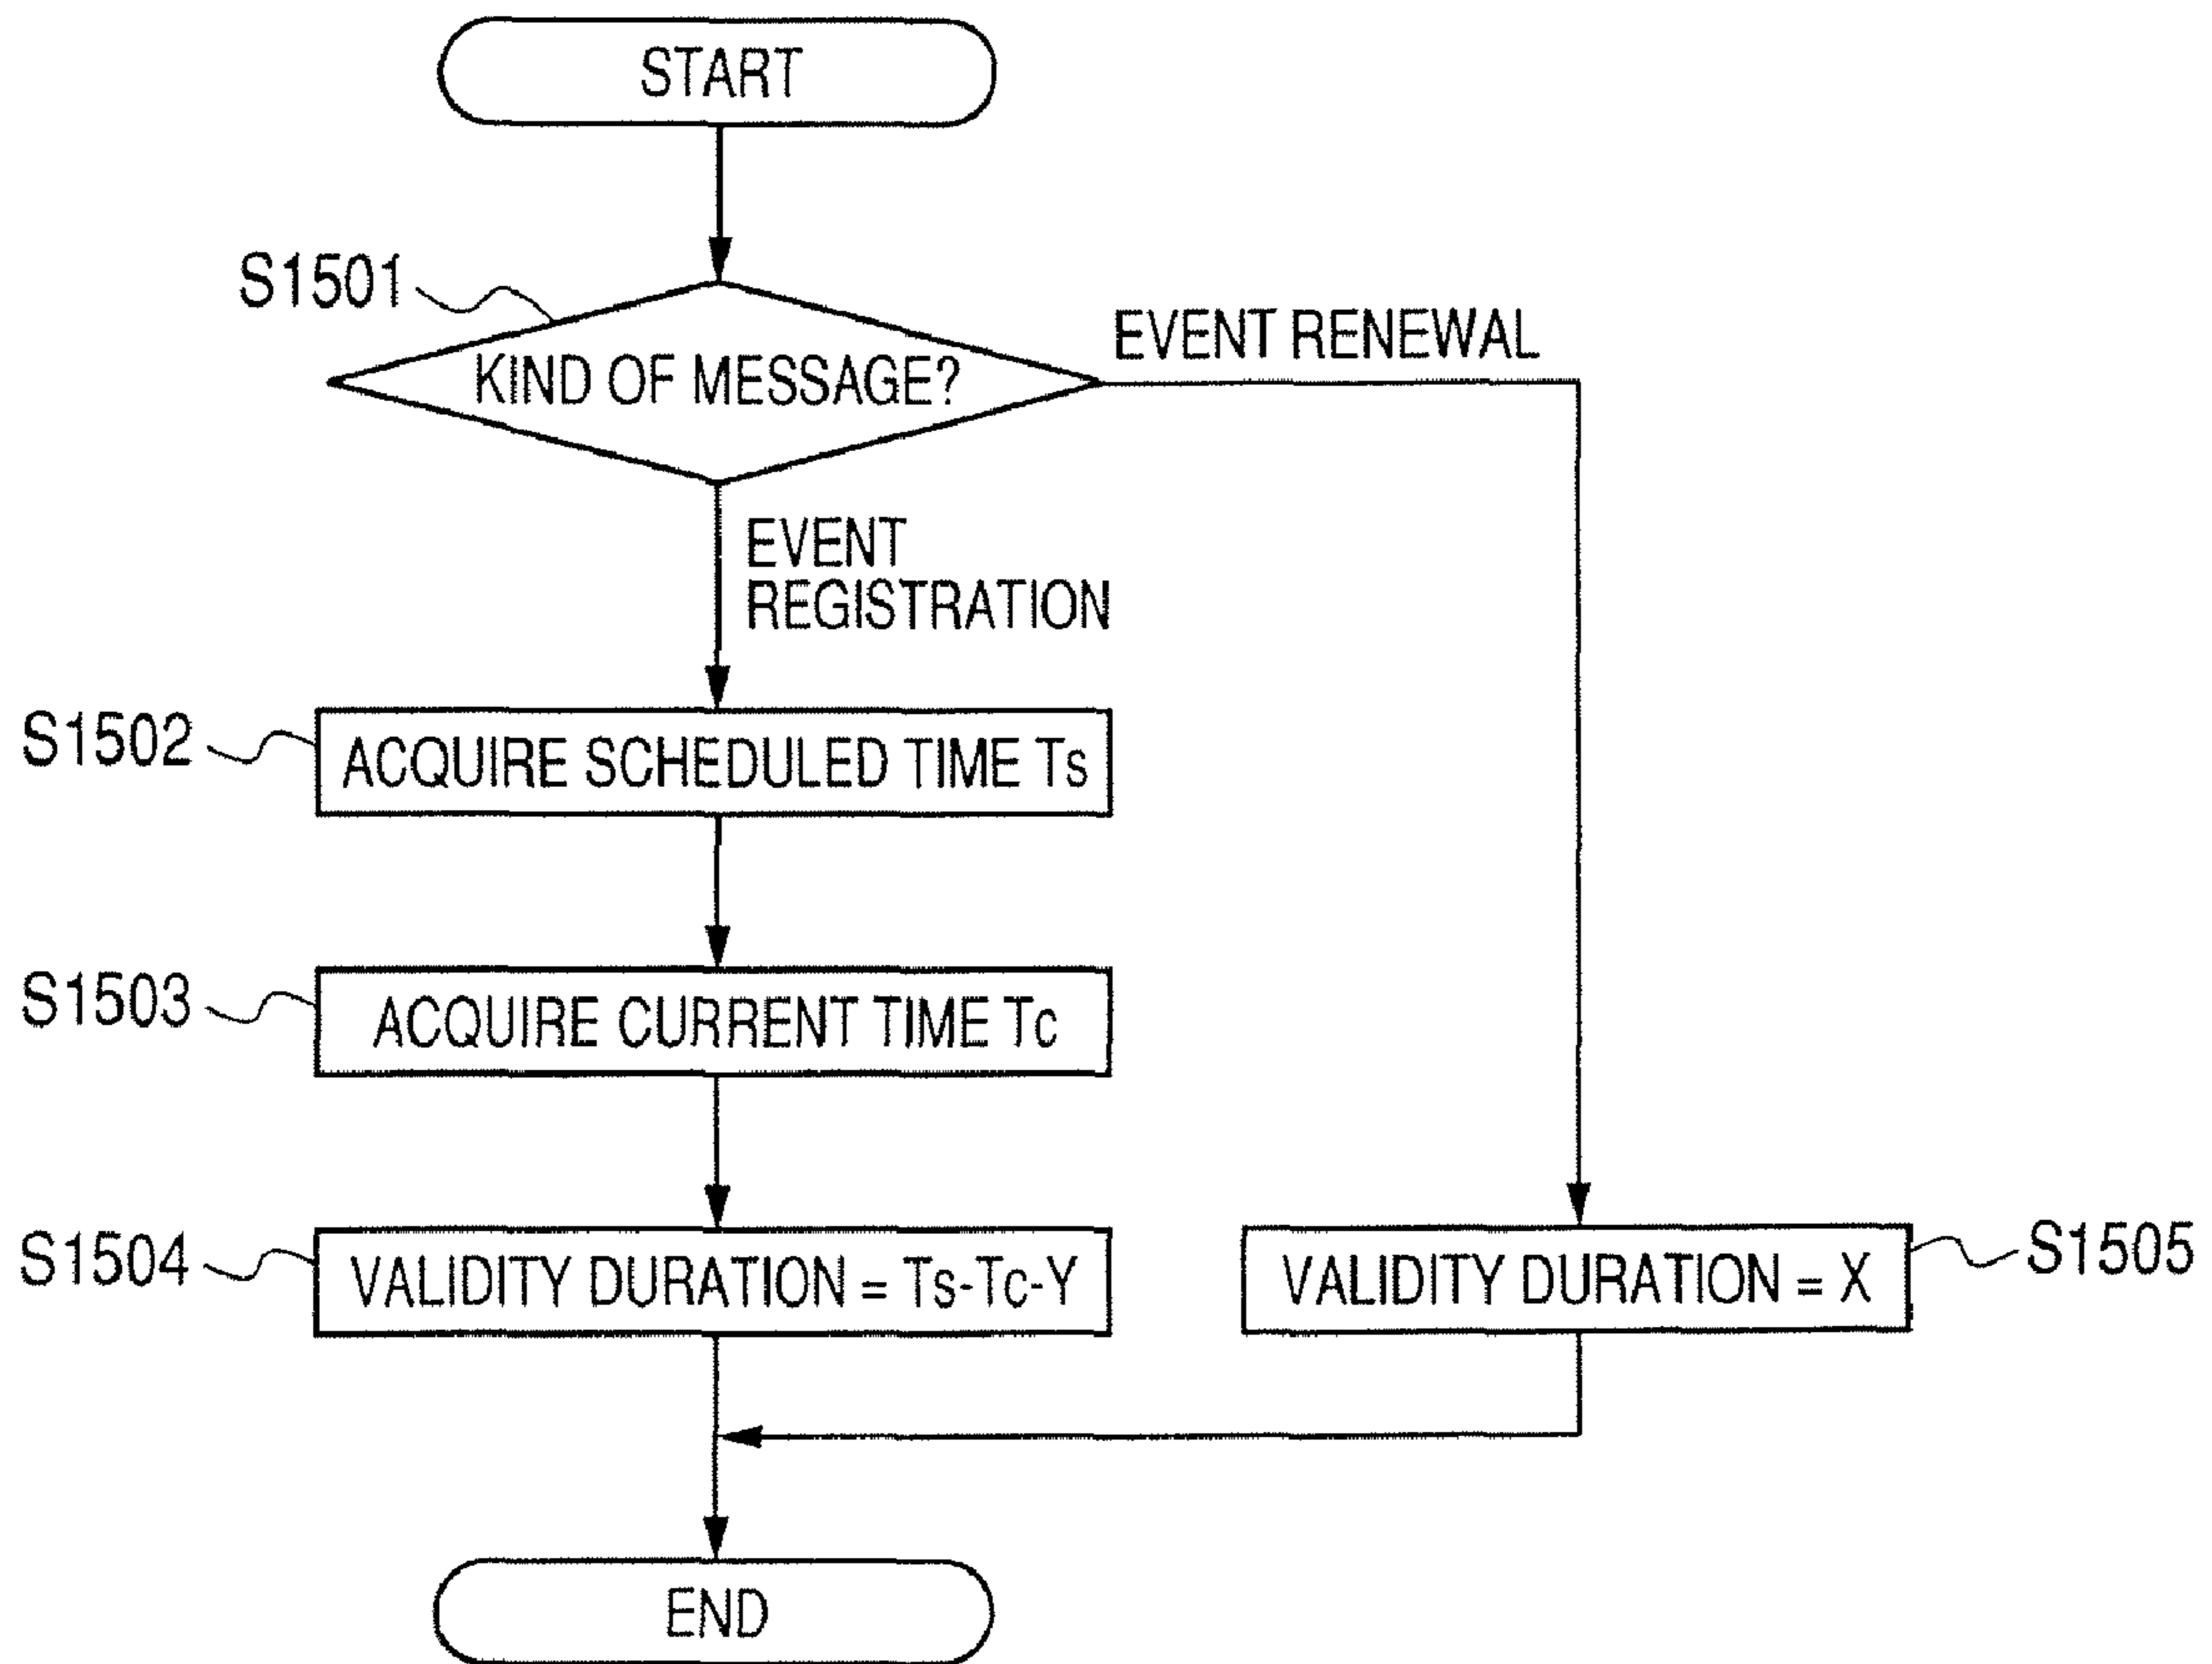 START
S1501
KIND OF MESSAGE?
EVENT RENEWAL
EVENT
REGISTRATION
S1502
ACQUIRE SCHEDULED TIME Ts
S1503
ACQUIRE CURRENT TIME Tc
S1504
VALIDITY DURATION = Ts-Tc-Y
VALIDITY DURATION = X
S1505
END